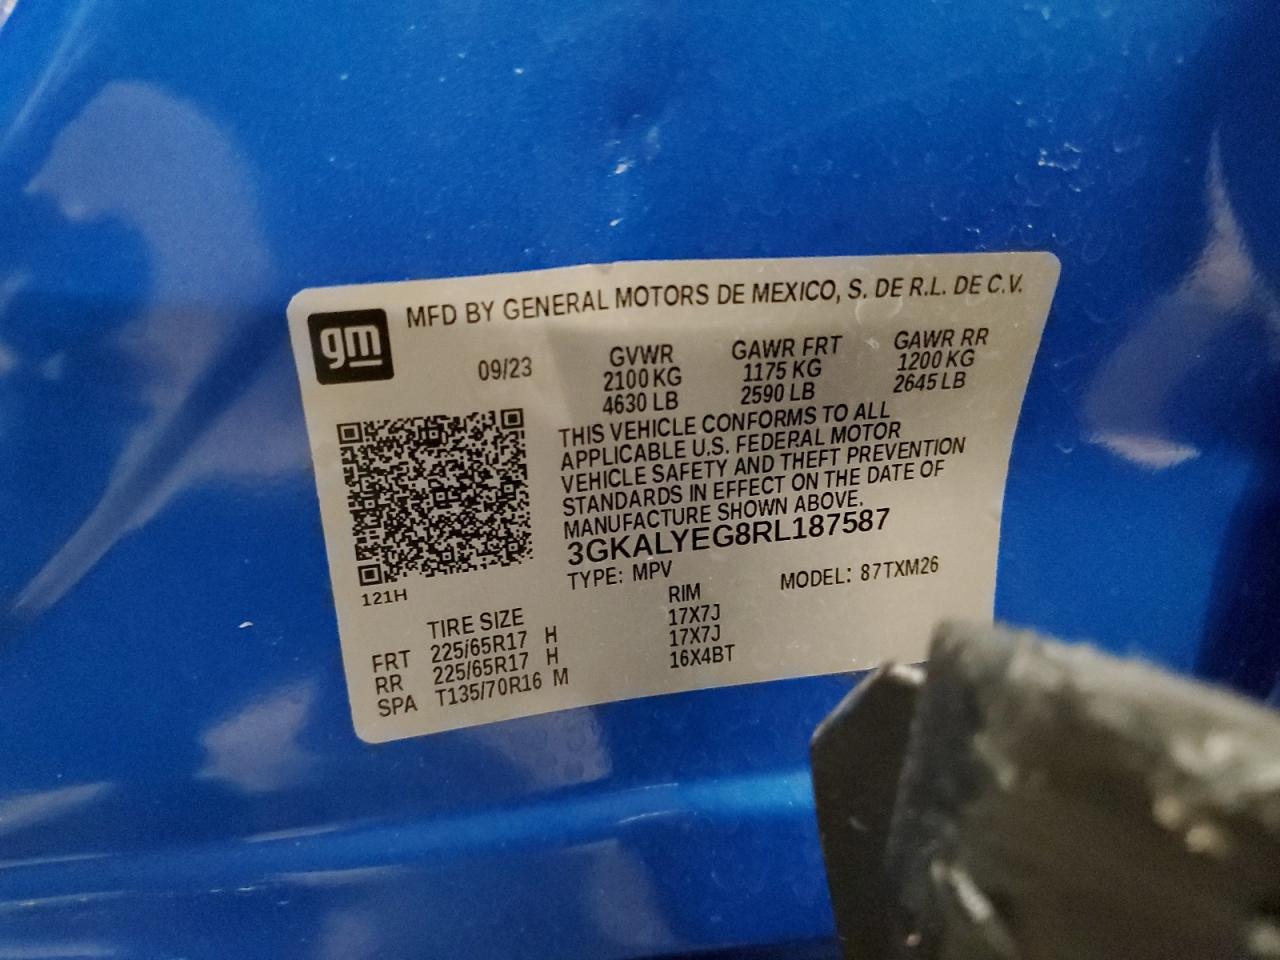 gm
MFD BY GENERAL MOTORS DE MEXICO, S. DE R.L. DE C.V.
09/23
GVWR GAWR FRT GAWR RR
2100 KG 1175 KG 1200 KG
4630 LB 2590 LB 2645 LB
THIS VEHICLE CONFORMS TO ALL
APPLICABLE U.S. FEDERAL MOTOR
VEHICLE SAFETY AND THEFT PREVENTION
STANDARDS IN EFFECT ON THE DATE OF
MANUFACTURE SHOWN ABOVE.
3GKALYEG8RL187587
TYPE: MPV MODEL: 87TXM26
121H
TIRE SIZE RIM
FRT 225/65R17 H 17X7J
RR 225/65R17 H 17X7J
SPA T135/70R16 M 16X4BT